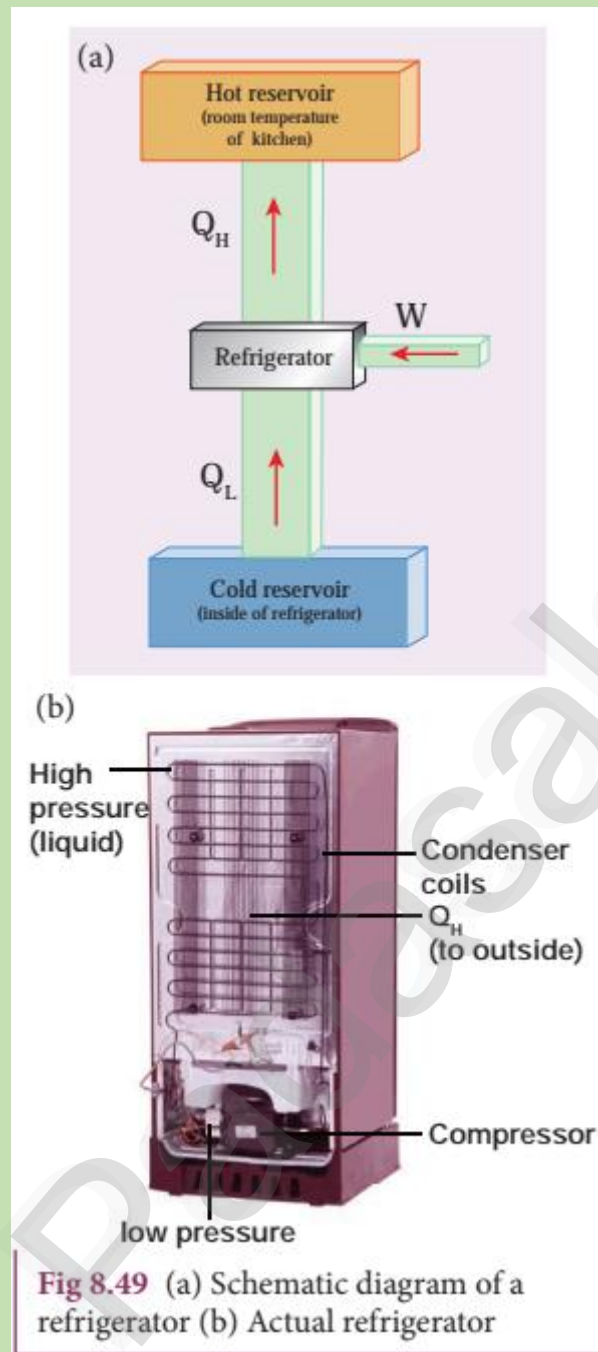 (a)
Hot reservoir
(room temperature
of kitchen)
Q_H
W
Refrigerator
Q_L
Cold reservoir
(inside of refrigerator)
(b)
High
pressure
(liquid)
Condenser
coils
Q_H
(to outside)
Compressor
low pressure
Fig 8.49 (a) Schematic diagram of a
refrigerator (b) Actual refrigerator